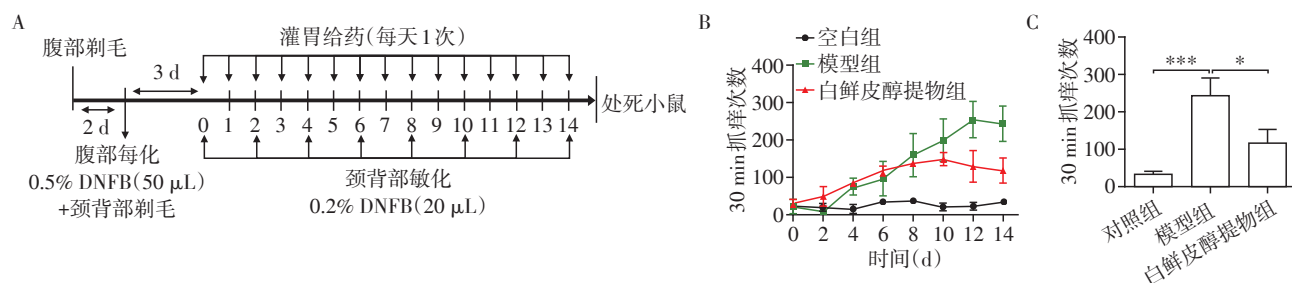 A
腹部剃毛
灌胃给药(每天1次)
3 d
2 d
0 1 2 3 4 5 6 7 8 9 10 11 12 13 14
处死小鼠
腹部每化
0.5% DNFB(50 μL)
+颈背部剃毛
颈背部敏化
0.2% DNFB(20 μL)
B
空白组
模型组
白鲜皮醇提物组
30 min抓痒次数
400
300
200
100
0
0 2 4 6 8 10 12 14
时间(d)
C
30 min抓痒次数
400
300
200
100
0
*** *
对照组
模型组
白鲜皮醇提物组